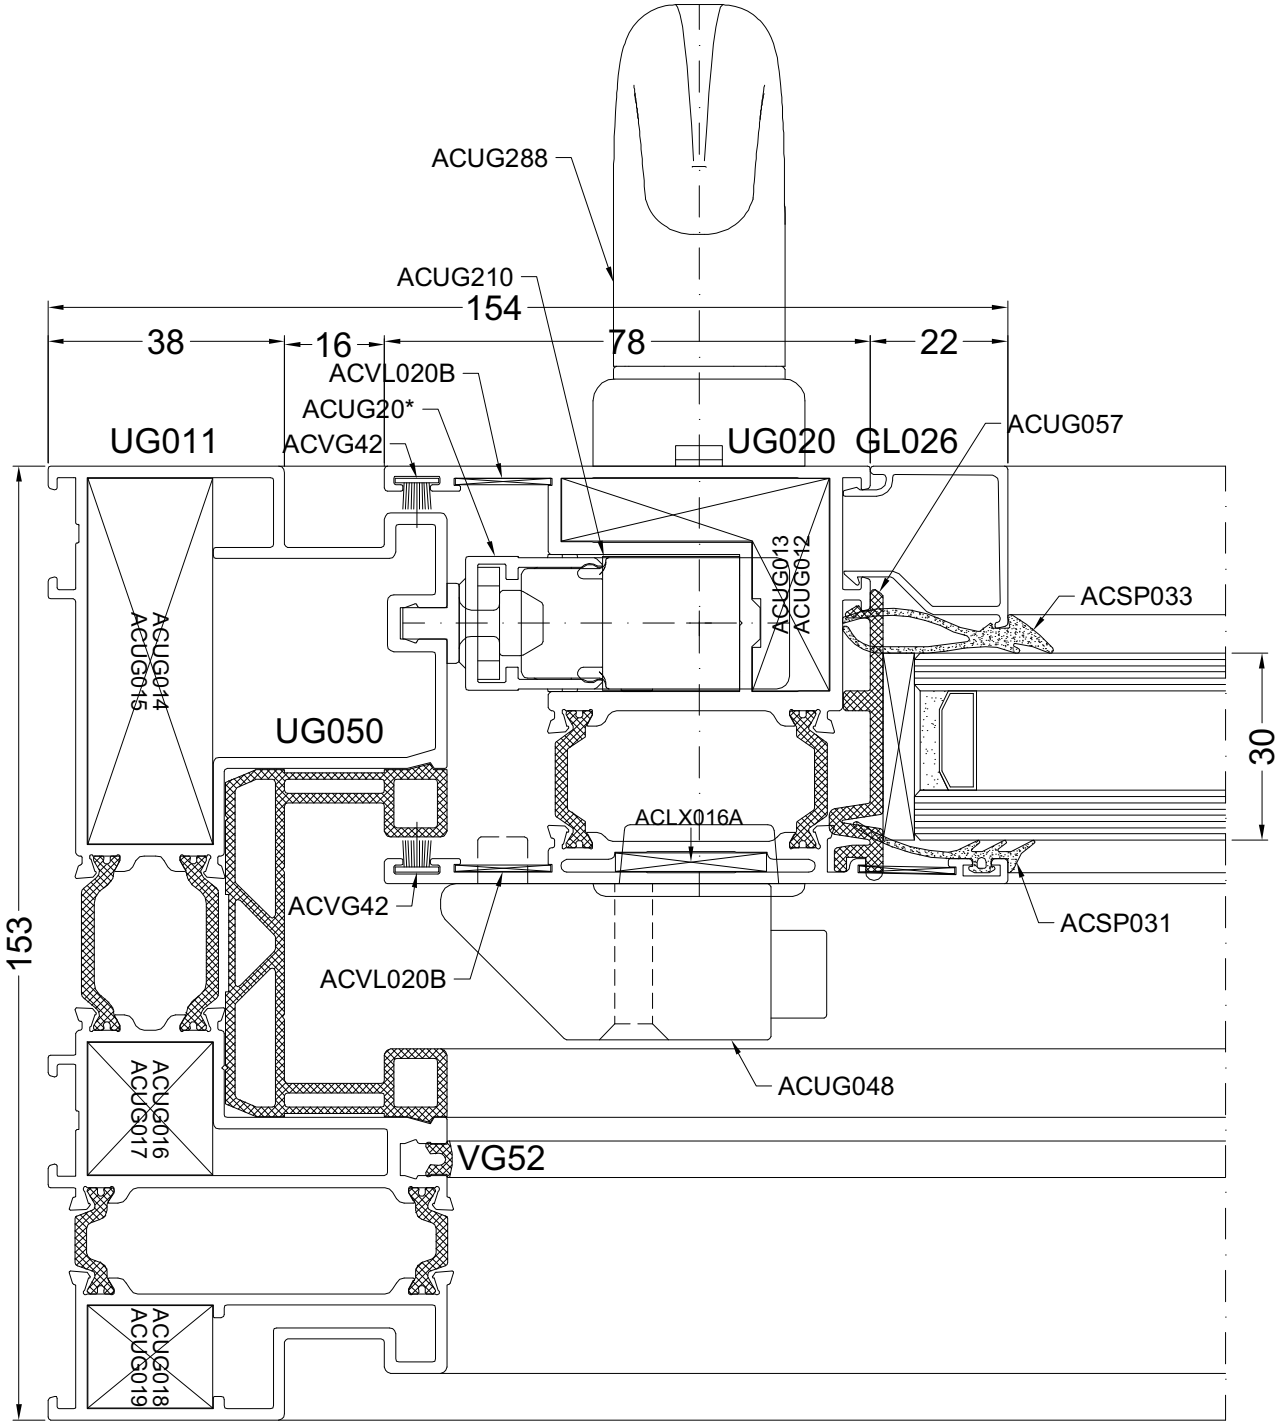 ACUG288
ACUG210
154
38
16
78
22
ACVL020B
ACUG20*
ACVG42
UG011
UG020
GL026
ACUG057
ACUG013
ACUG012
ACSP033
ACUG014
ACUG015
UG050
30
ACLX016A
ACVG42
ACSP031
153
ACVL020B
ACUG048
ACUG016
ACUG017
VG52
ACUG018
ACUG019